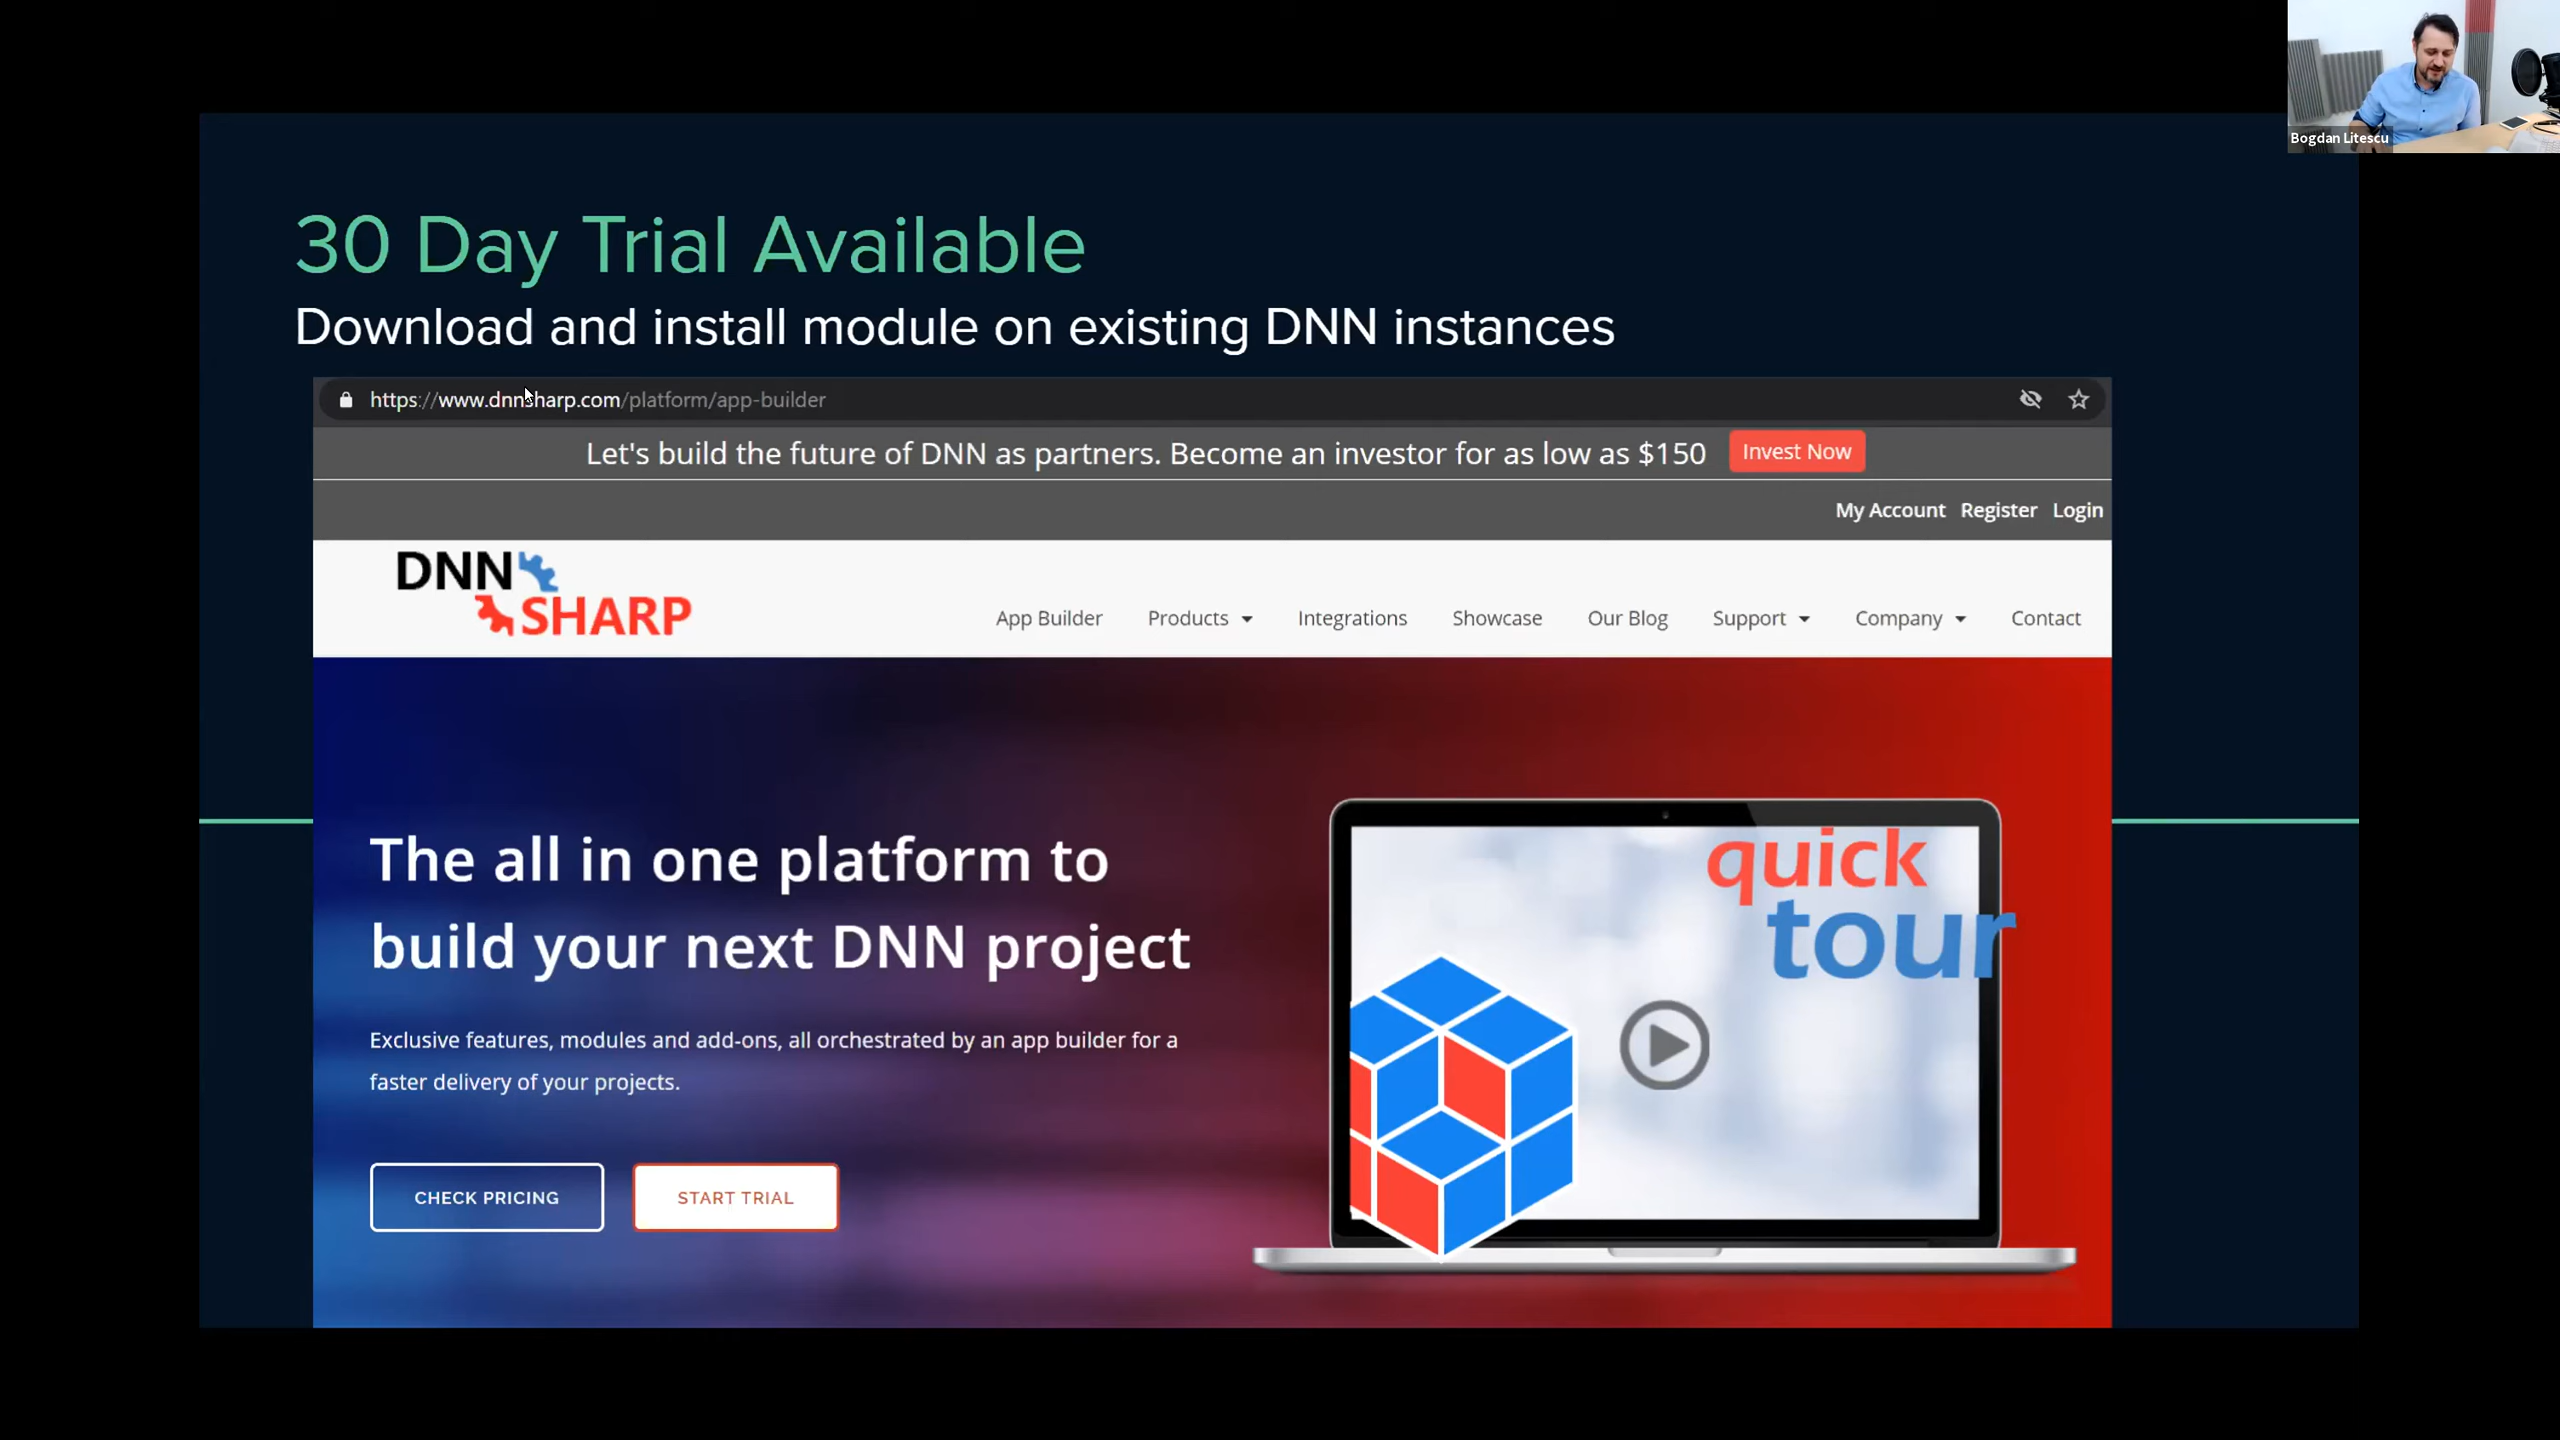 Bogdan Litescu
30 Day Trial Available
Download and install module on existing DNN instances
https://www.dnnsharp.com/platform/app-builder
Let's build the future of DNN as partners. Become an investor for as low as $150 Invest Now
My Account Register Login
DNN
SHARP
App Builder Products Integrations Showcase Our Blog Support Company Contact
The all in one platform to
build your next DNN project
Exclusive features, modules and add-ons, all orchestrated by an app builder for a
faster delivery of your projects.
CHECK PRICING START TRIAL
quick
tour